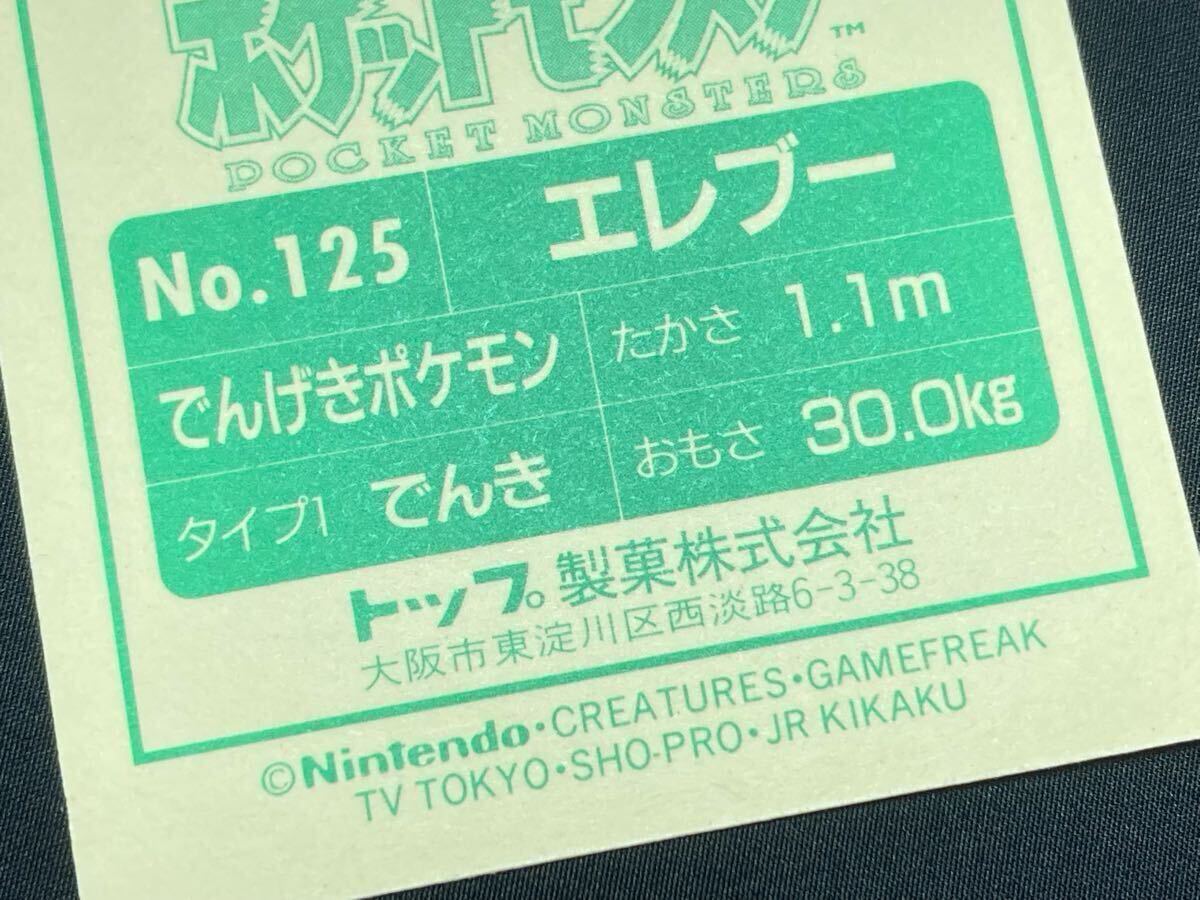 ポケットモンスター™
POCKET MONSTERS
No.125 エレブー
でんげきポケモン たかさ 1.1m
タイプ1 でんき おもさ 30.0kg
トップ。製菓株式会社
大阪市東淀川区西淡路6-3-38
©Nintendo・CREATURES・GAMEFREAK
TV TOKYO・SHO-PRO・JR KIKAKU